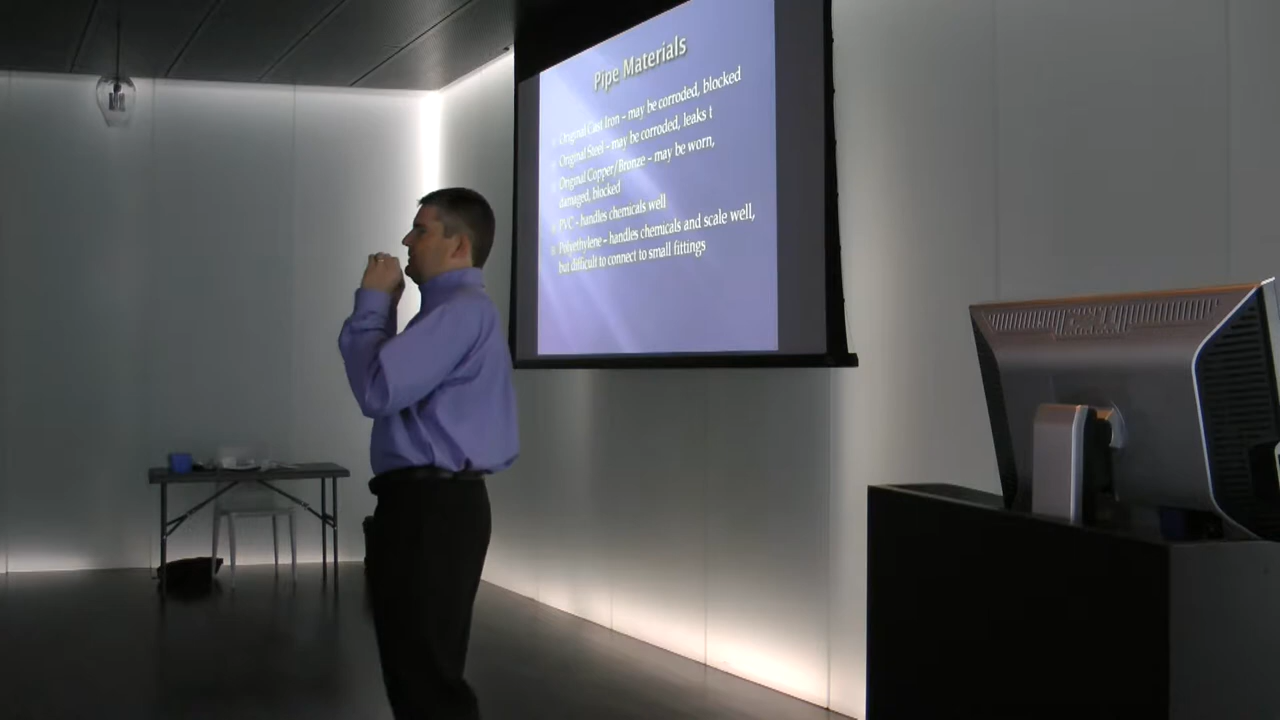 Pipe Materials
Original Cast Iron – may be corroded, blocked
Original Steel – may be corroded, leaks t
Original Copper/Bronze – may be worn,
damaged, blocked
PVC – handles chemicals well
Polyethylene – handles chemicals and scale well,
but difficult to connect to small fittings